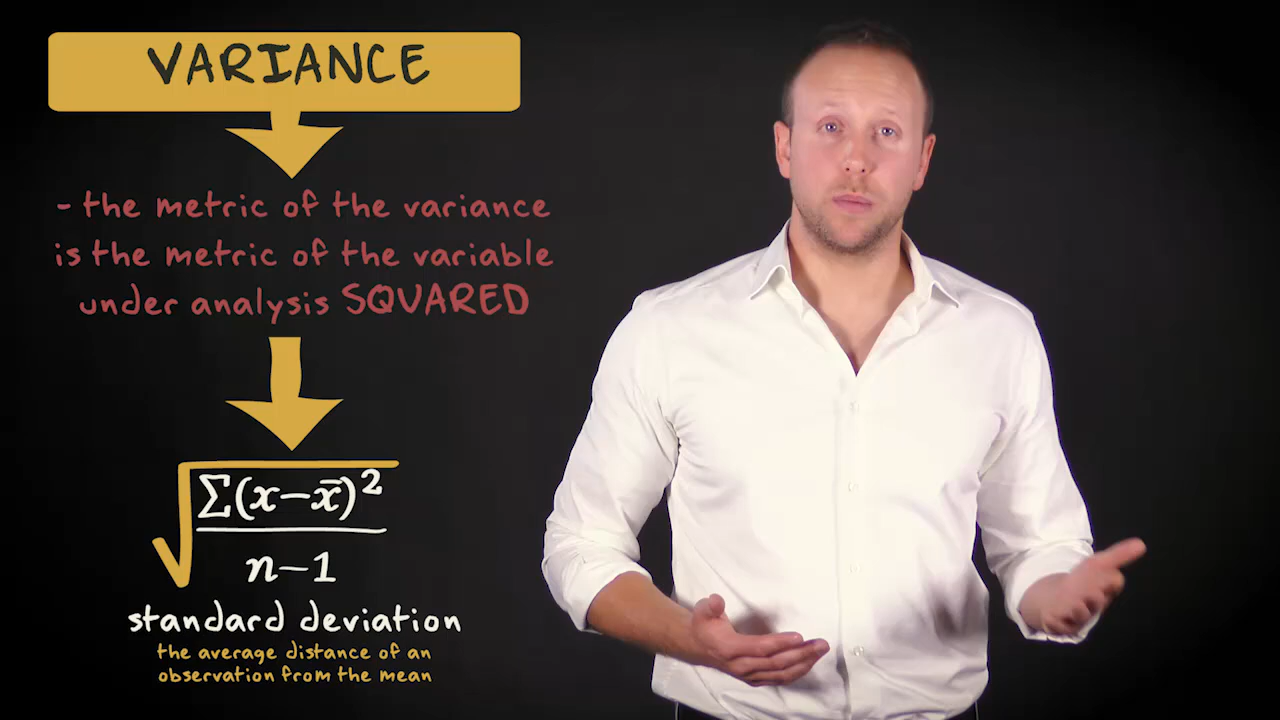 VARIANCE
- the metric of the variance
is the metric of the variable
under analysis SQUARED
√
Σ(x−x̄)²
n−1
standard deviation
the average distance of an
observation from the mean